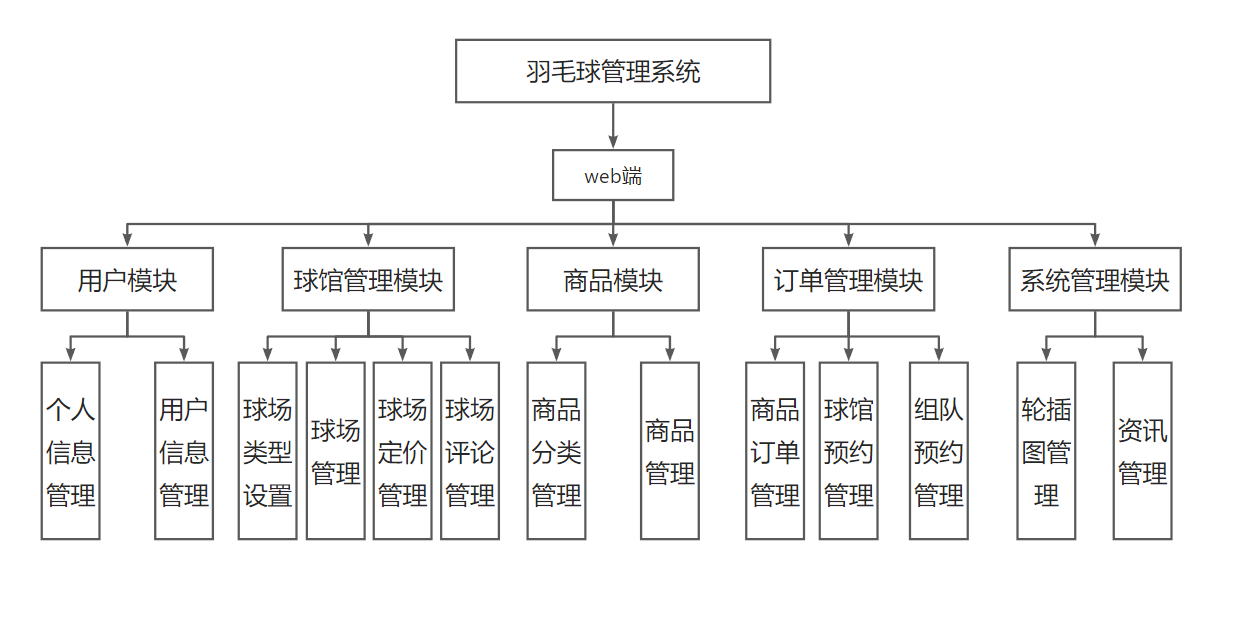 羽毛球管理系统
web端
用户模块
球馆管理模块
商品模块
订单管理模块
系统管理模块
个人
信息
管理
用户
信息
管理
球场
类型
设置
球场
管理
球场
定价
管理
球场
评论
管理
商品
分类
管理
商品
管理
商品
订单
管理
球馆
预约
管理
组队
预约
管理
轮插
图管
理
资讯
管理